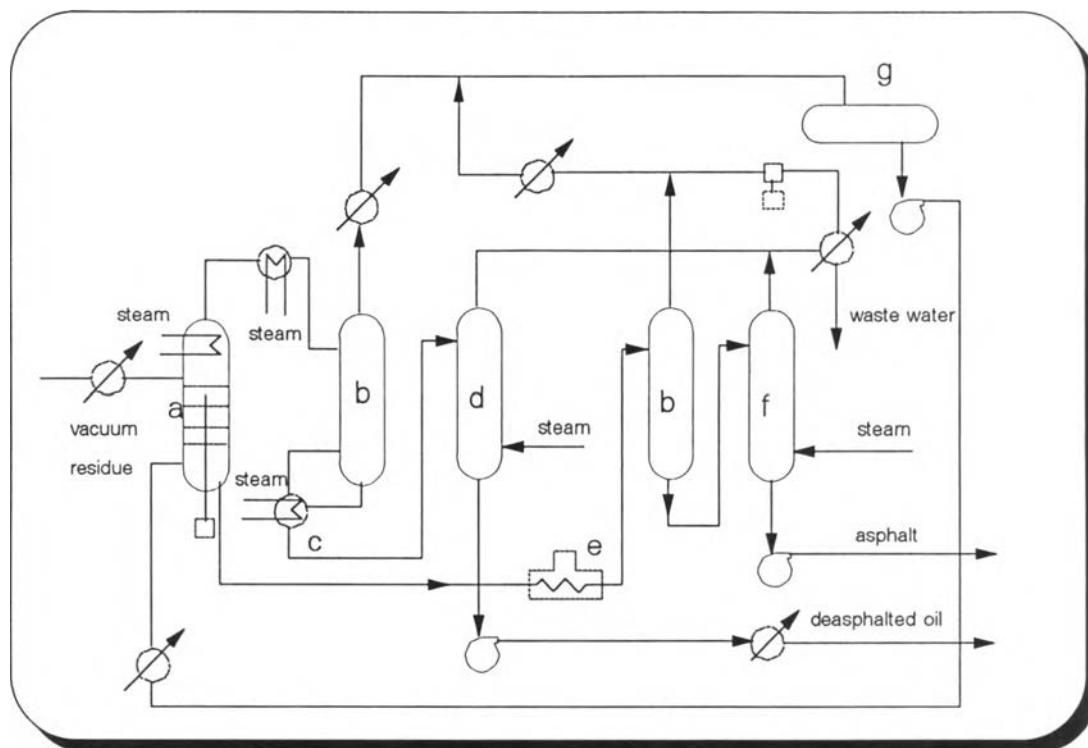 g
steam
steam
waste water
b
d
b
f
a
vacuum
residue
steam
steam
steam
c
e
asphalt
deasphalted oil